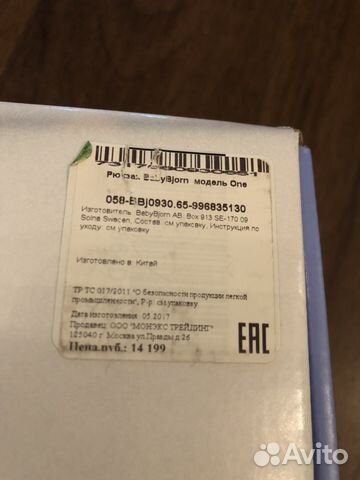 Рюкзак BabyBjorn модель One
058-BBj0930.65-996835130
Изготовитель: BabyBjorn AB, Box 913 SE-170 09
Solna Sweden, Состав: см.упаковку, Инструкция по
уходу: см.упаковку
Изготовлено в: Китай
ТР ТС 017/2011 "О безопасности продукции легкой
промышленности", Р-р: см упаковку
Дата изготовления: 05.2017
Продавец: ООО "МОНЭКС ТРЕЙДИНГ"
125040 г. Москва ул.Правды д.26
Цена,руб.: 14 199
EAC
Avito